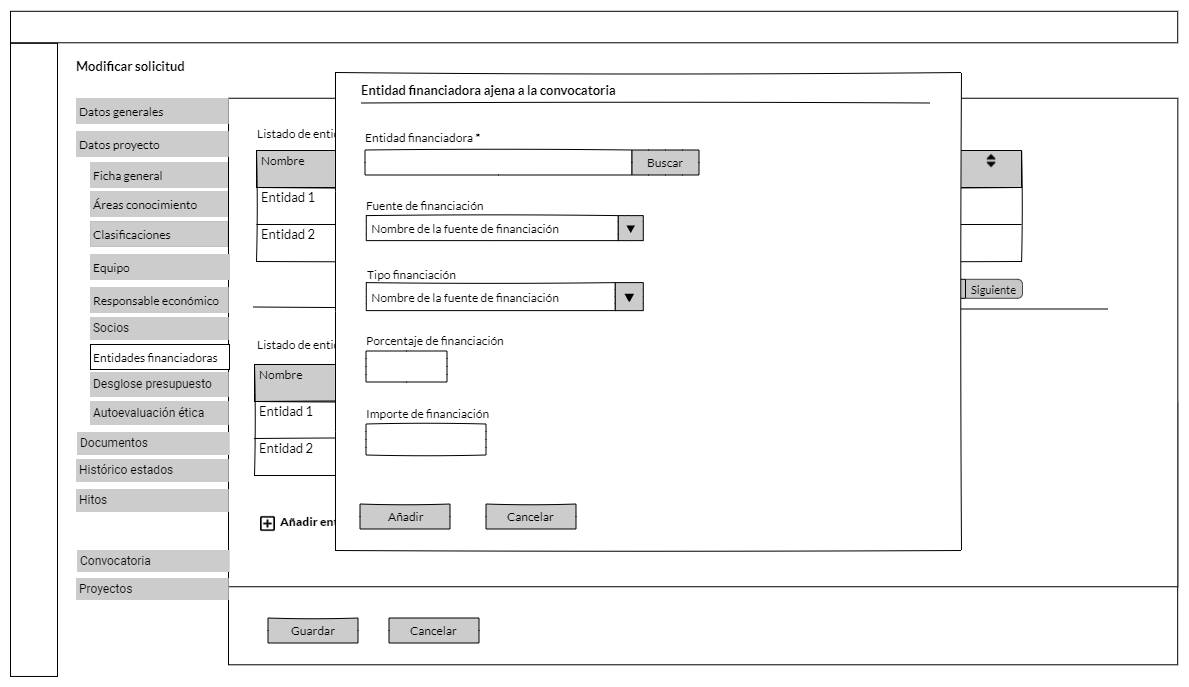 Modificar solicitud
Datos generales
Datos proyecto
Ficha general
Áreas conocimiento
Clasificaciones
Equipo
Responsable económico
Socios
Entidades financiadoras
Desglose presupuesto
Autoevaluación ética
Documentos
Histórico estados
Hitos
Convocatoria
Proyectos
Listado de enti
Nombre
Entidad 1
Entidad 2
Siguiente
Listado de enti
Nombre
Entidad 1
Entidad 2
Añadir ent
Entidad financiadora ajena a la convocatoria
Entidad financiadora *
Buscar
Fuente de financiación
Nombre de la fuente de financiación
Tipo financiación
Nombre de la fuente de financiación
Porcentaje de financiación
Importe de financiación
Añadir Cancelar
Guardar Cancelar